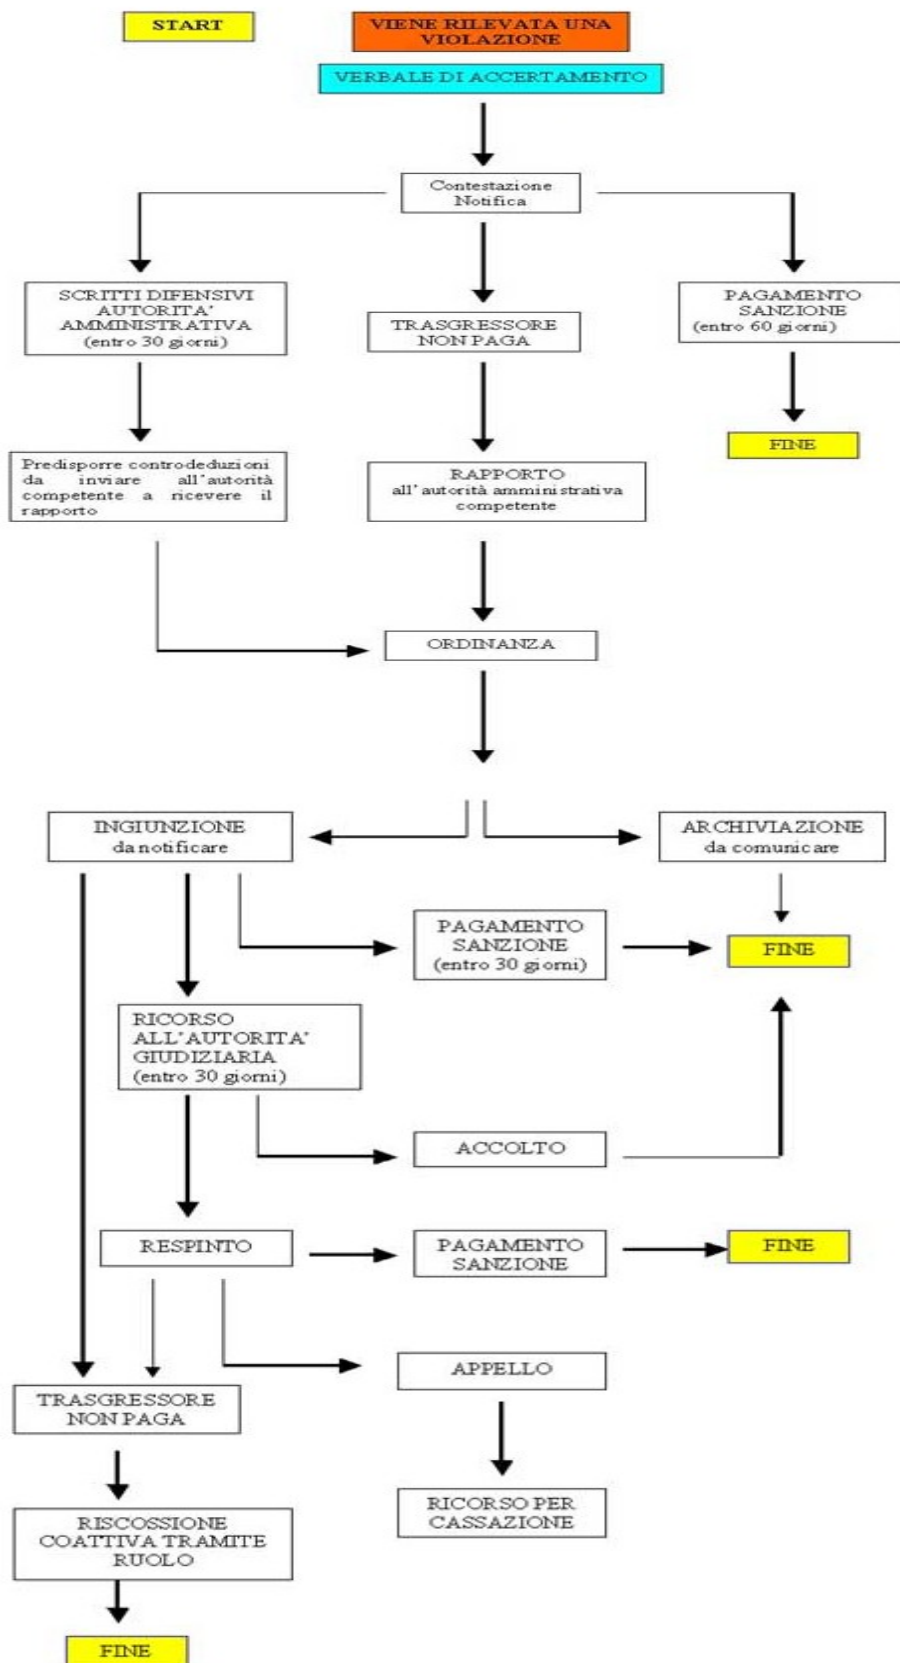 START
VIENE RILEVATA UNA
VIOLAZIONE
VERBALE DI ACCERTAMENTO
Contestazione
Notifica
SCRITTI DIFENSIVI
AUTORITA'
AMMINISTRATIVA
(entro 30 giorni)
TRASGRESSORE
NON PAGA
PAGAMENTO
SANZIONE
(entro 60 giorni)
FINE
Predisporre controdeduzioni
da inviare all'autorità
competente a ricevere il
rapporto
RAPPORTO
all'autorità amministrativa
competente
ORDINANZA
INGIUNZIONE
da notificare
ARCHIVIAZIONE
da comunicare
PAGAMENTO
SANZIONE
(entro 30 giorni)
FINE
RICORSO
ALL'AUTORITA'
GIUDIZIARIA
(entro 30 giorni)
ACCOLTO
RESPINTO
PAGAMENTO
SANZIONE
FINE
APPELLO
TRASGRESSORE
NON PAGA
RICORSO PER
CASSAZIONE
RISCOSSIONE
COATTIVA TRAMITE
RUOLO
FINE